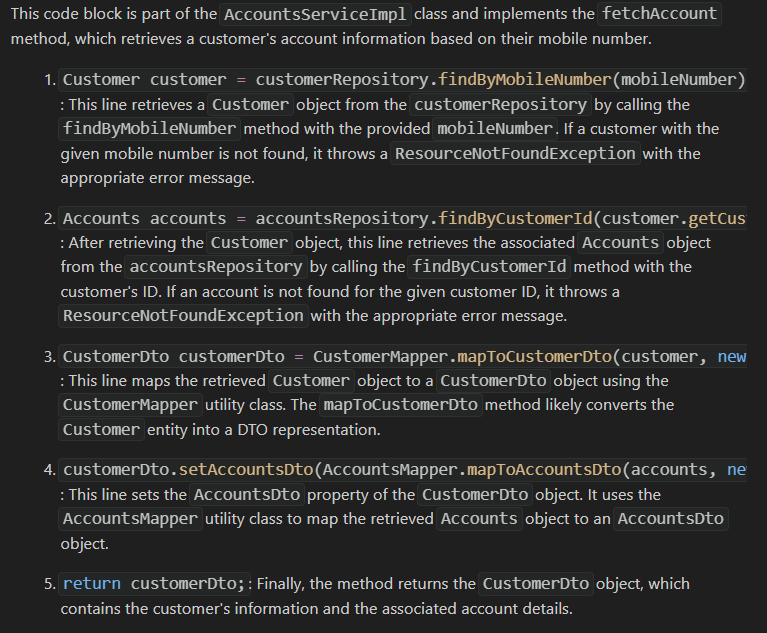 This code block is part of the AccountsServiceImpl class and implements the fetchAccount
method, which retrieves a customer's account information based on their mobile number.
1. Customer customer = customerRepository.findByMobileNumber(mobileNumber)
: This line retrieves a Customer object from the customerRepository by calling the
findByMobileNumber method with the provided mobileNumber. If a customer with the
given mobile number is not found, it throws a ResourceNotFoundException with the
appropriate error message.
2. Accounts accounts = accountsRepository.findByCustomerId(customer.getCus
: After retrieving the Customer object, this line retrieves the associated Accounts object
from the accountsRepository by calling the findByCustomerId method with the
customer's ID. If an account is not found for the given customer ID, it throws a
ResourceNotFoundException with the appropriate error message.
3. CustomerDto customerDto = CustomerMapper.mapToCustomerDto(customer, new
: This line maps the retrieved Customer object to a CustomerDto object using the
CustomerMapper utility class. The mapToCustomerDto method likely converts the
Customer entity into a DTO representation.
4. customerDto.setAccountsDto(AccountsMapper.mapToAccountsDto(accounts, ne
: This line sets the AccountsDto property of the CustomerDto object. It uses the
AccountsMapper utility class to map the retrieved Accounts object to an AccountsDto
object.
5. return customerDto; : Finally, the method returns the CustomerDto object, which
contains the customer's information and the associated account details.